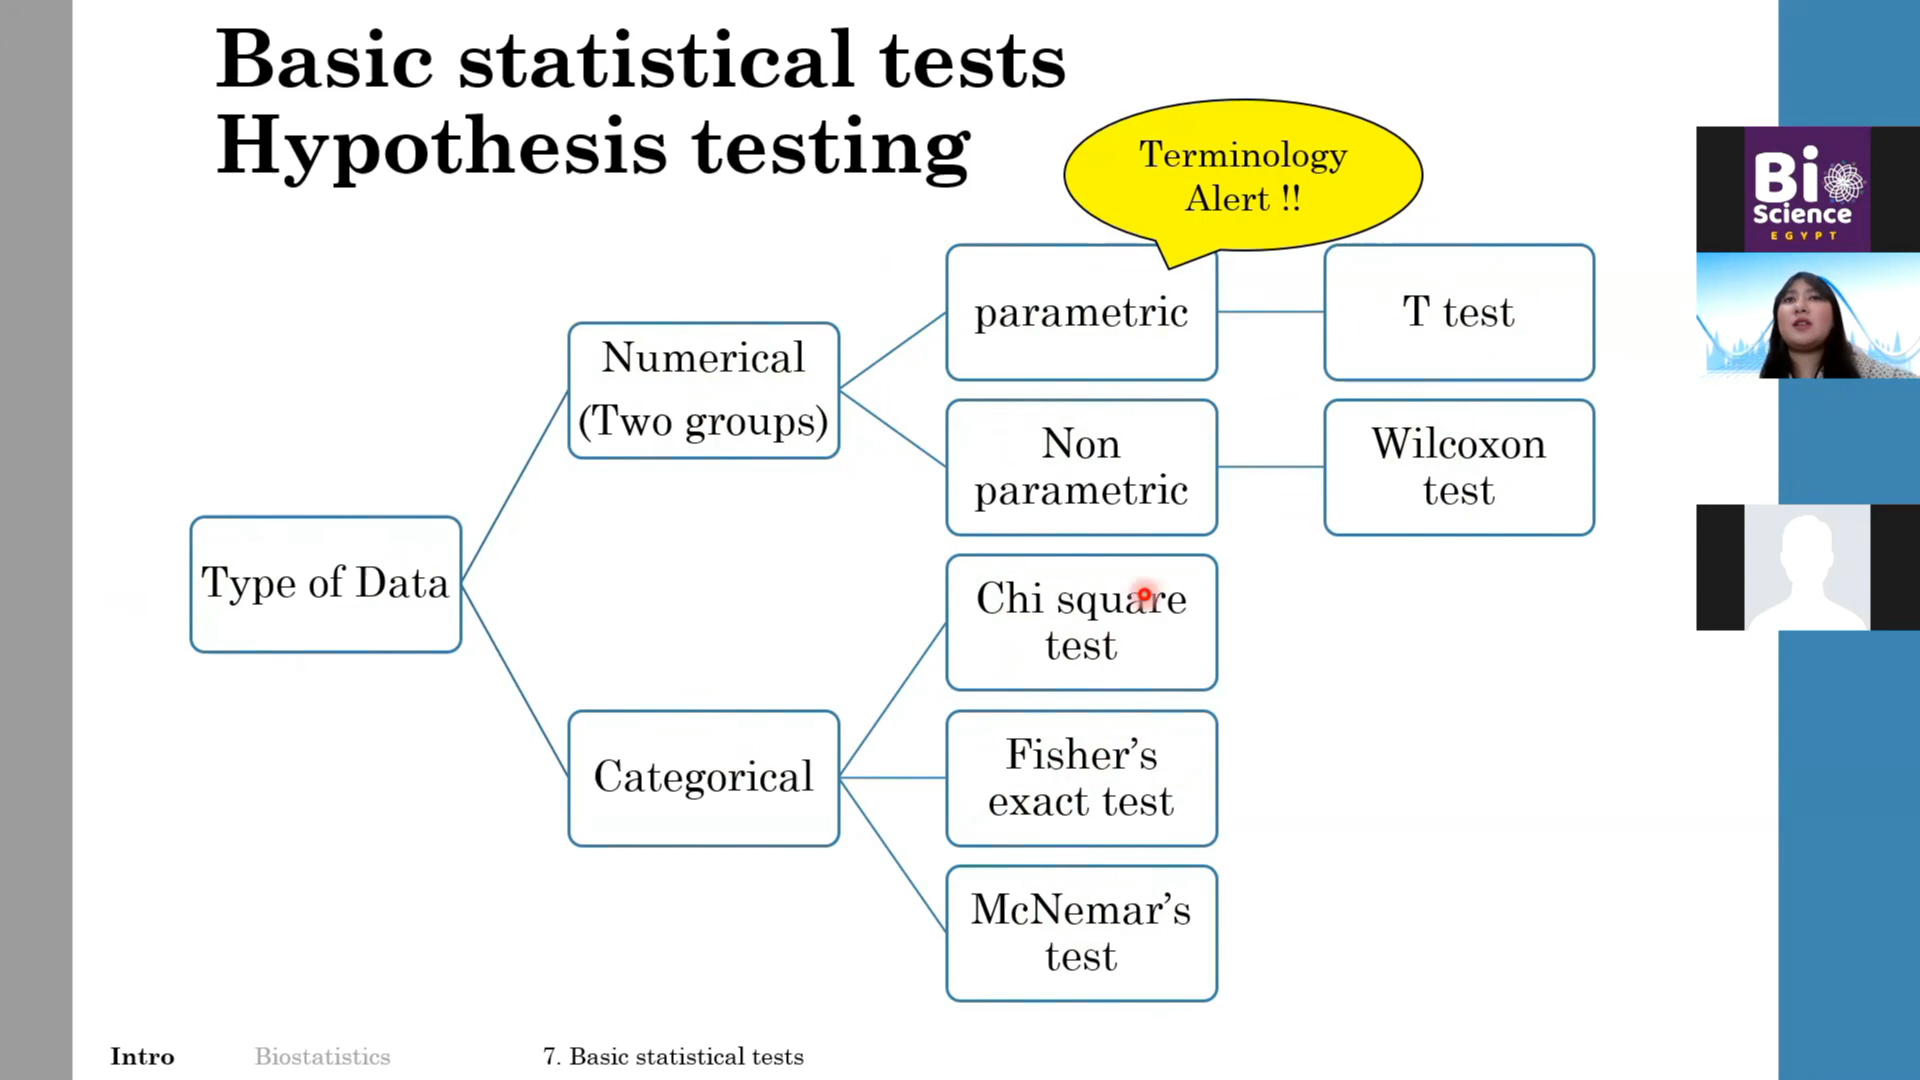 Basic statistical tests
Hypothesis testing
Terminology
Alert !!
parametric
T test
Numerical
(Two groups)
Non
parametric
Wilcoxon
test
Type of Data
Chi square
test
Categorical
Fisher’s
exact test
McNemar’s
test
Intro
Biostatistics
7. Basic statistical tests
Bi
Science
EGYPT